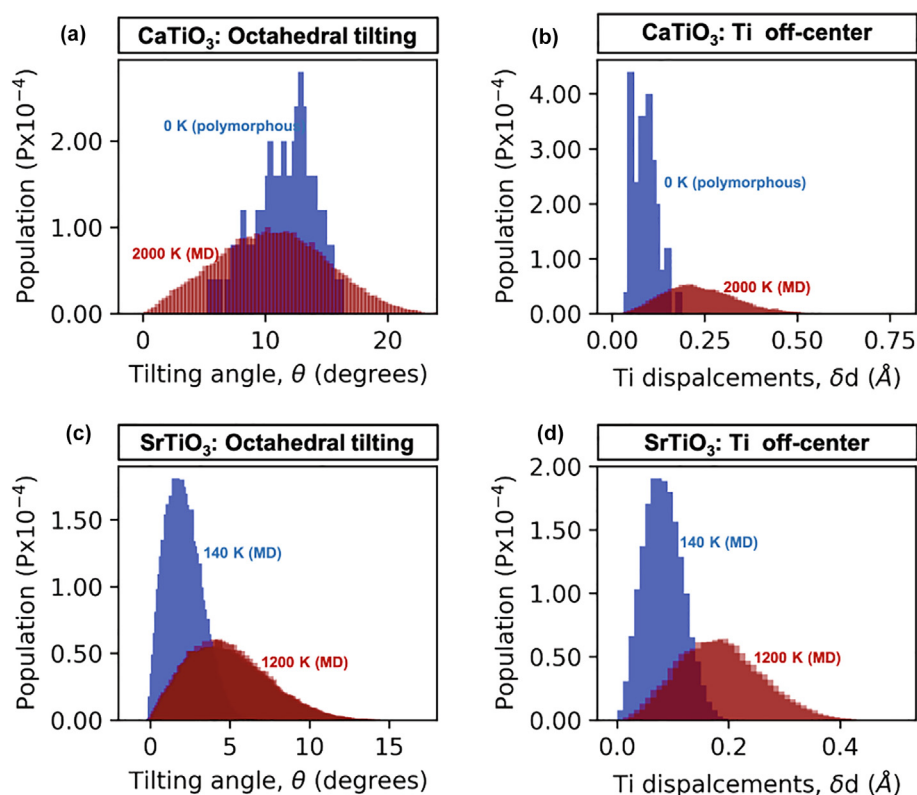 (a)
CaTiO₃: Octahedral tilting
Population (Px10⁻⁴)
2.00
1.00
0.00
0 K (polymorphous)
2000 K (MD)
0 10 20
Tilting angle, θ (degrees)
(b)
CaTiO₃: Ti off-center
Population (Px10⁻⁴)
4.00
3.00
2.00
1.00
0.00
0 K (polymorphous)
2000 K (MD)
0.00 0.25 0.50 0.75
Ti dispalcements, δd (Å)
(c)
SrTiO₃: Octahedral tilting
Population (Px10⁻⁴)
1.50
1.00
0.50
0.00
140 K (MD)
1200 K (MD)
0 5 10 15
Tilting angle, θ (degrees)
(d)
SrTiO₃: Ti off-center
Population (Px10⁻⁴)
2.00
1.50
1.00
0.50
0.00
140 K (MD)
1200 K (MD)
0.0 0.2 0.4
Ti dispalcements, δd (Å)